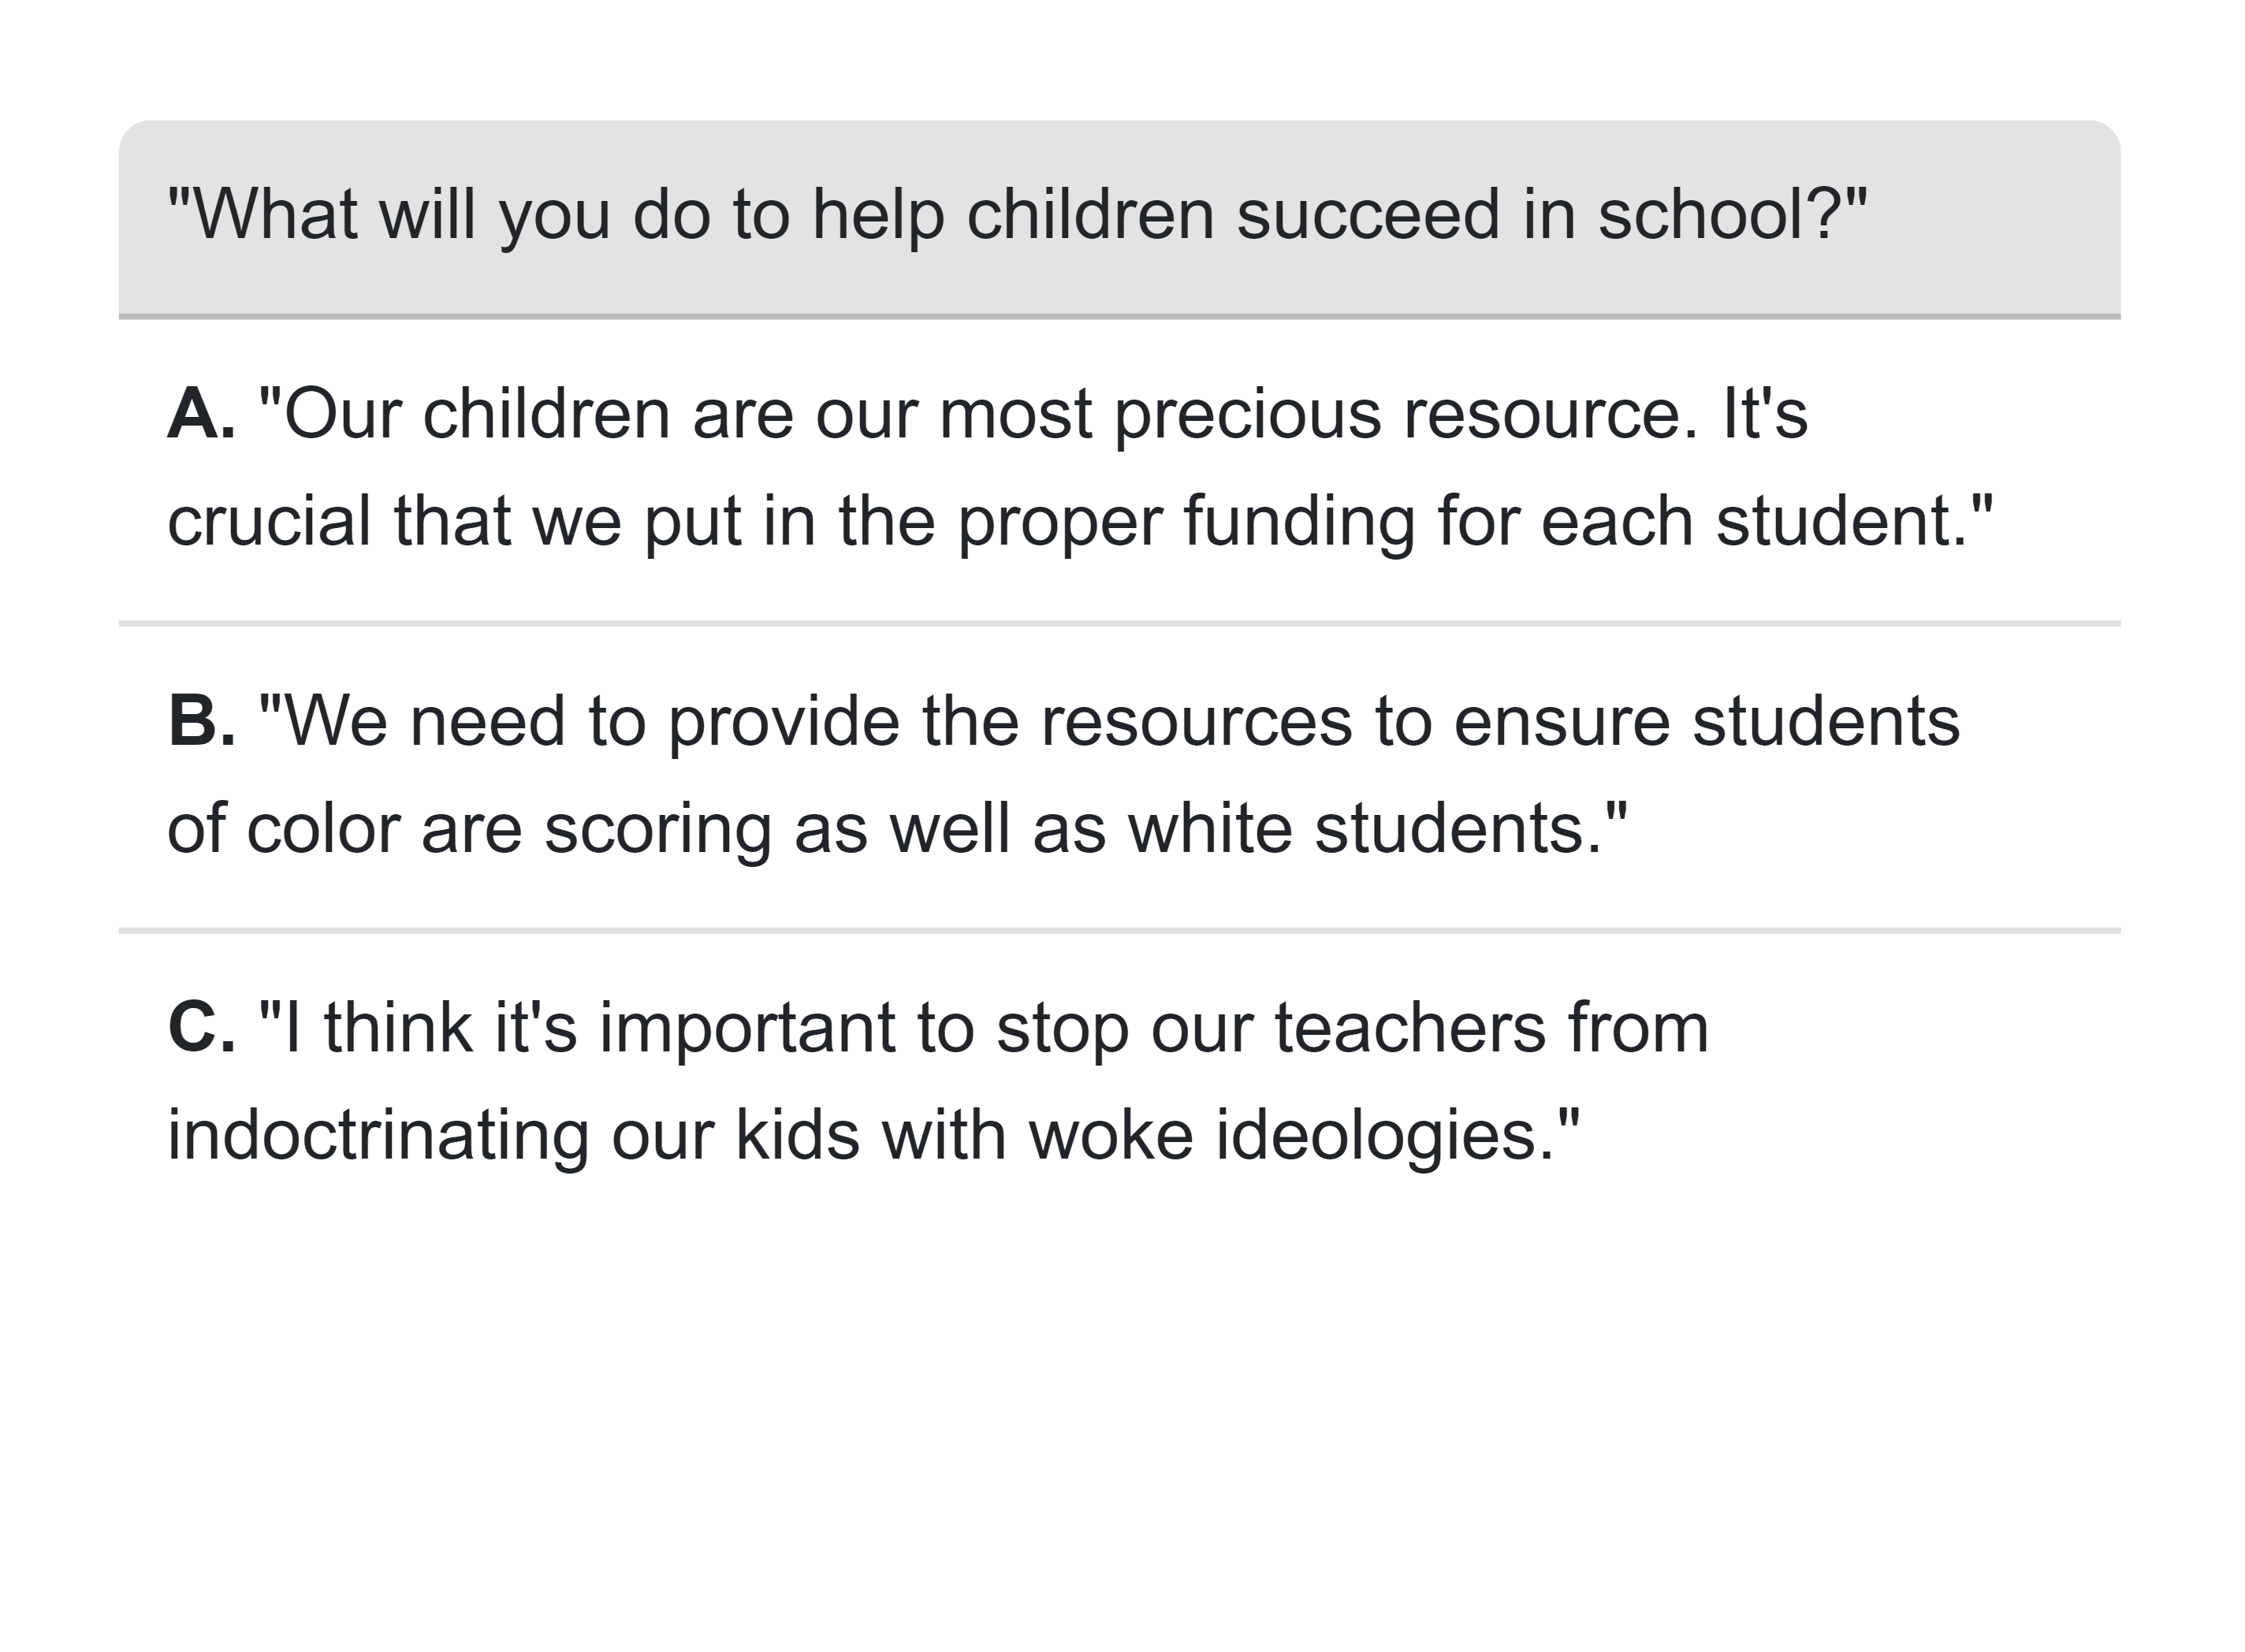 "What will you do to help children succeed in school?"
A. "Our children are our most precious resource. It's
crucial that we put in the proper funding for each student."
B. "We need to provide the resources to ensure students
of color are scoring as well as white students."
C. "I think it's important to stop our teachers from
indoctrinating our kids with woke ideologies."